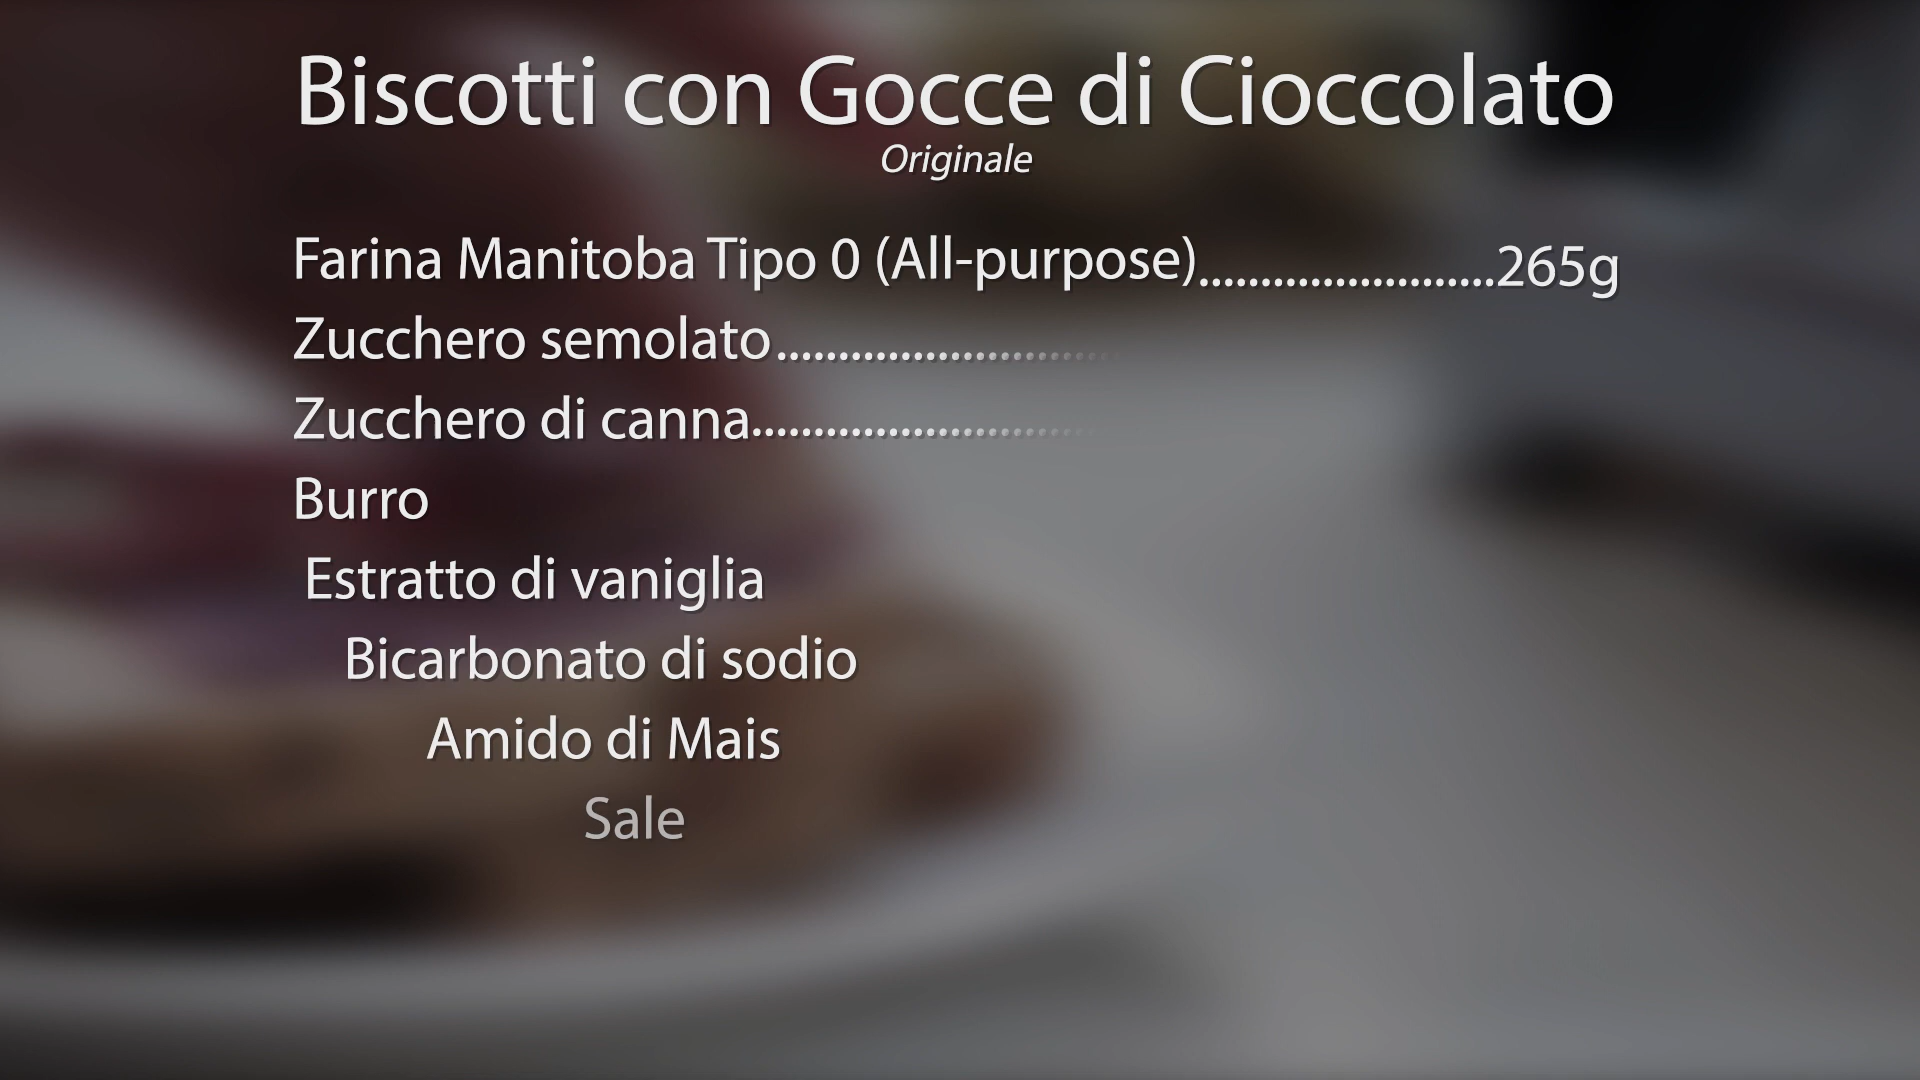 Biscotti con Gocce di Cioccolato
Originale
Farina Manitoba Tipo 0 (All-purpose)........................265g
Zucchero semolato............................
Zucchero di canna............................
Burro
Estratto di vaniglia
Bicarbonato di sodio
Amido di Mais
Sale